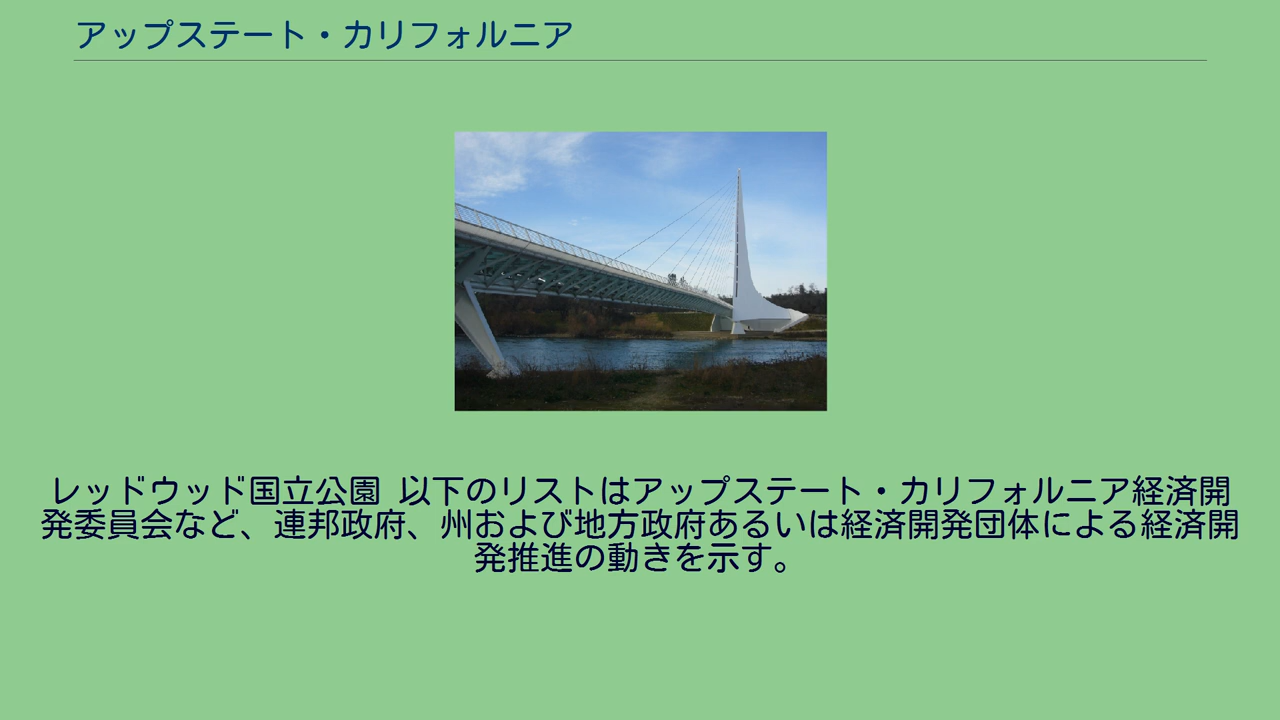 アップステート・カリフォルニア
レッドウッド国立公園 以下のリストはアップステート・カリフォルニア経済開
発委員会など、連邦政府、州および地方政府あるいは経済開発団体による経済開
発推進の動きを示す。